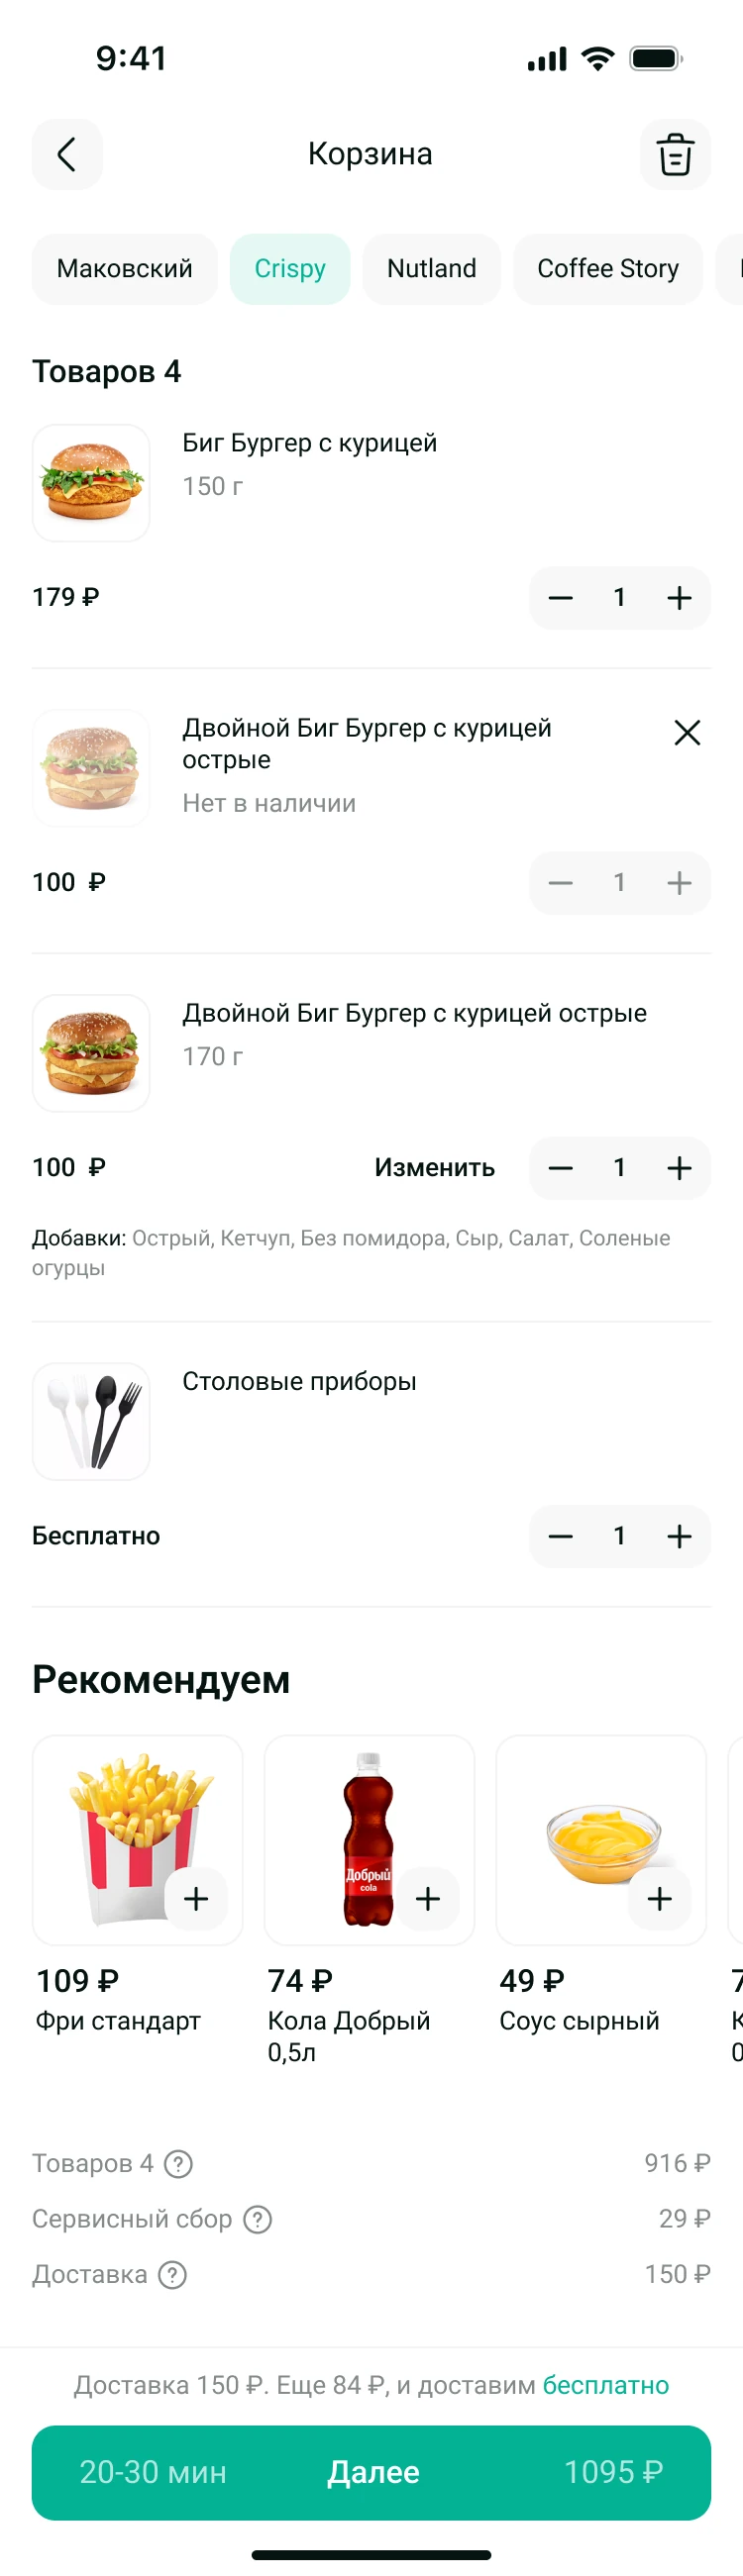 9:41
Корзина
Маковский
Crispy
Nutland
Coffee Story
Товаров 4
Биг Бургер с курицей
150 г
179 ₽
1
Двойной Биг Бургер с курицей
острые
Нет в наличии
100 ₽
1
Двойной Биг Бургер с курицей острые
170 г
100 ₽
Изменить
1
Добавки: Острый, Кетчуп, Без помидора, Сыр, Салат, Соленые
огурцы
Столовые приборы
Бесплатно
1
Рекомендуем
Добрый
cola
109 ₽
Фри стандарт
74 ₽
Кола Добрый
0,5л
49 ₽
Соус сырный
Товаров 4 ?
916 ₽
Сервисный сбор ?
29 ₽
Доставка ?
150 ₽
Доставка 150 ₽. Еще 84 ₽, и доставим бесплатно
20-30 мин
Далее
1095 ₽